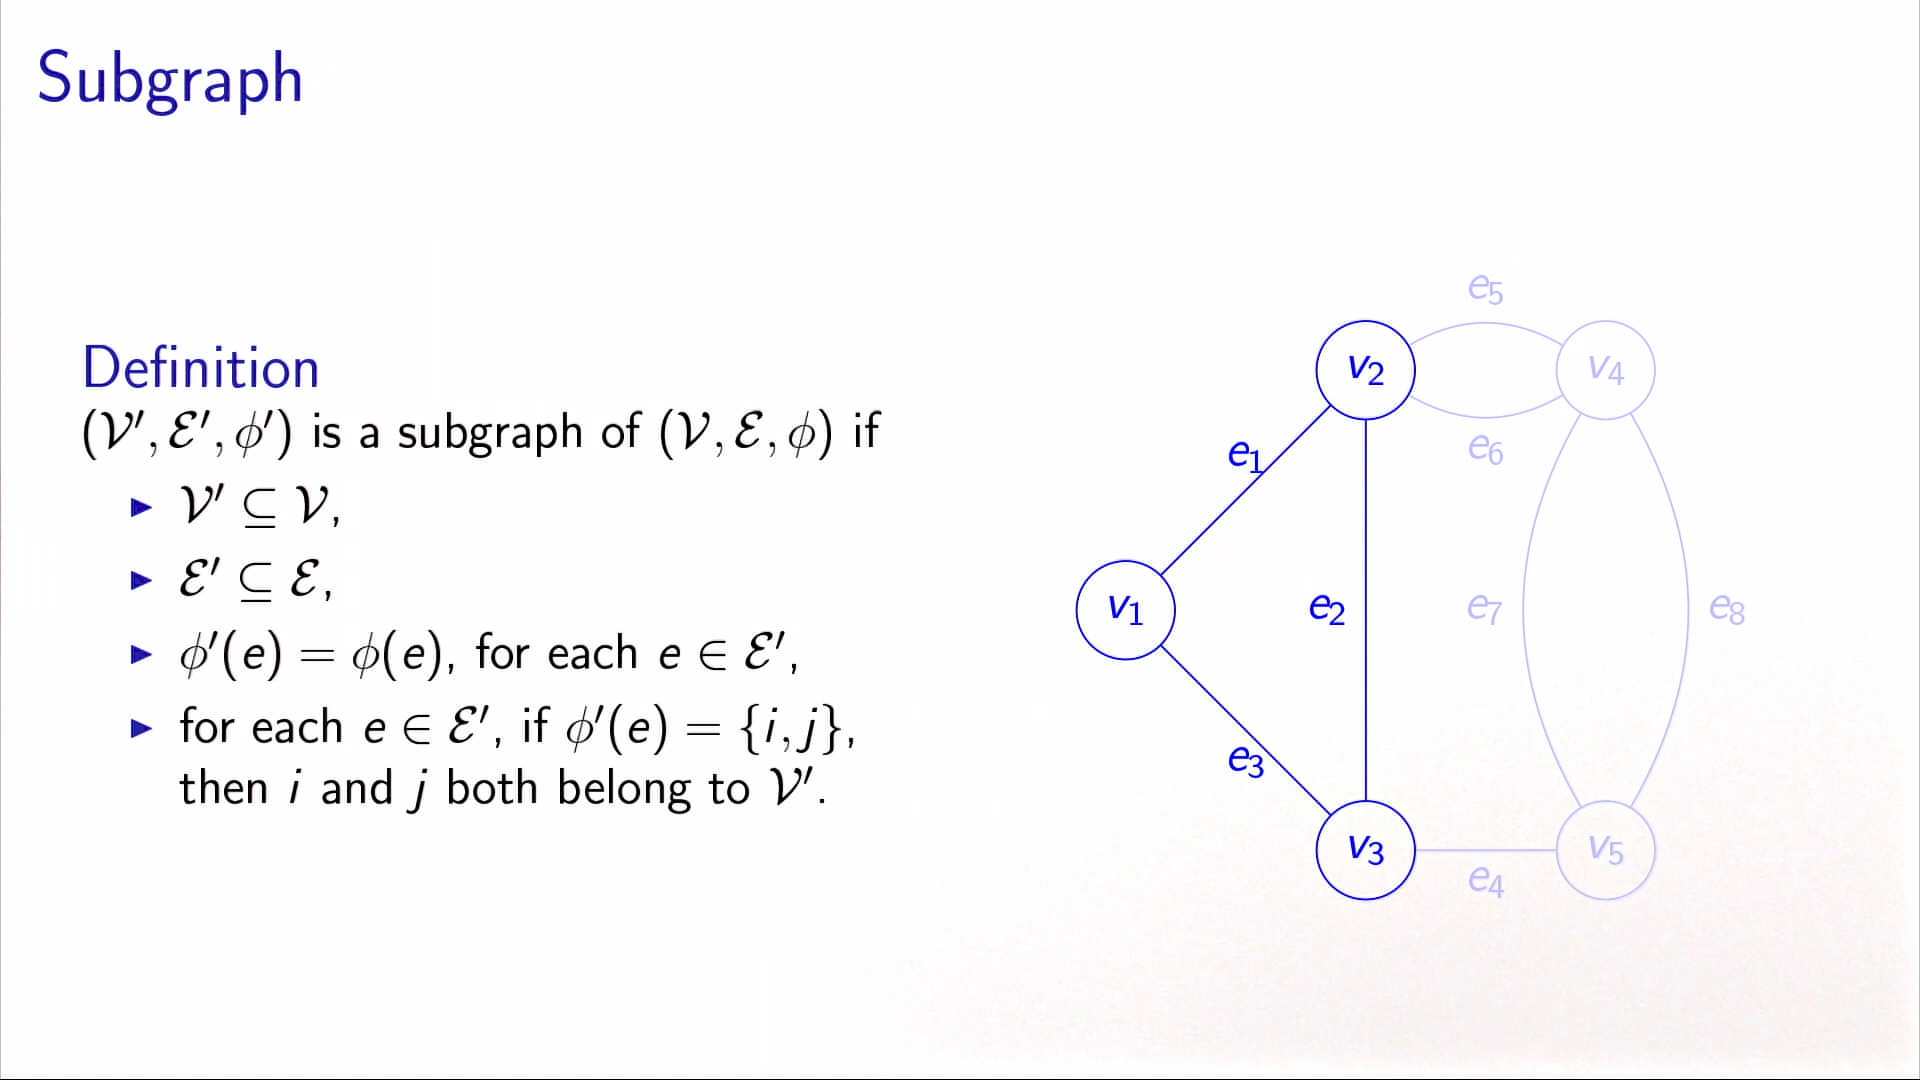 Subgraph
Definition
(𝒱′, ℰ′, ϕ′) is a subgraph of (𝒱, ℰ, ϕ) if
▶ 𝒱′ ⊆ 𝒱,
▶ ℰ′ ⊆ ℰ,
▶ ϕ′(e) = ϕ(e), for each e ∈ ℰ′,
▶ for each e ∈ ℰ′, if ϕ′(e) = {i, j},
then i and j both belong to 𝒱′.
e₅
v₂ v₄
e₁ e₆
v₁ e₂ e₇ e₈
e₃
v₃ v₅
e₄